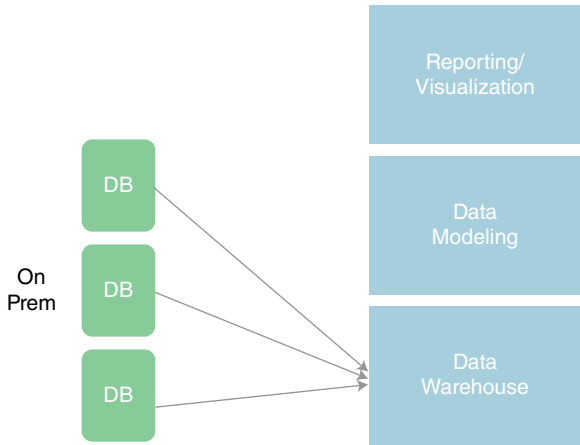 Reporting/
Visualization
DB
Data
Modeling
On
Prem
DB
DB
Data
Warehouse